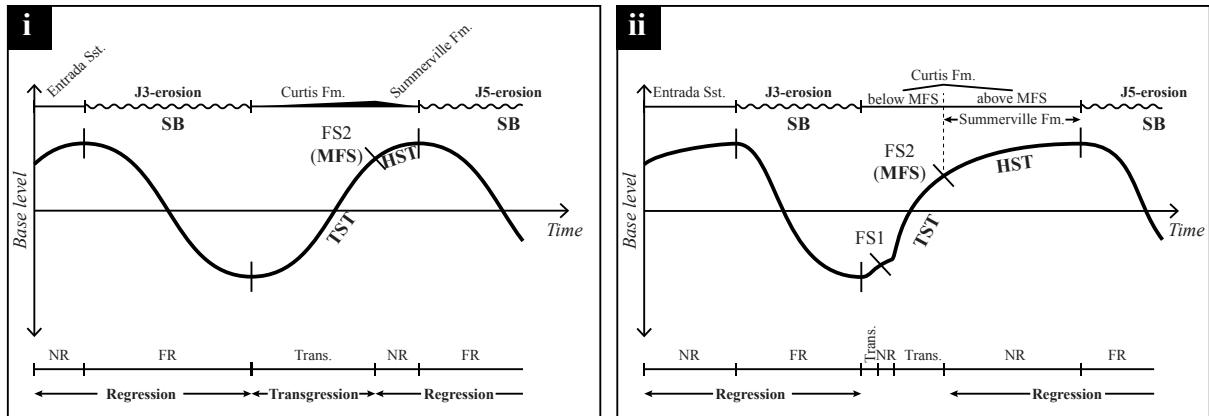 i
Entrada Sst.
J3-erosion
SB
Curtis Fm.
Summerville Fm.
J5-erosion
SB
FS2
(MFS)
HST
TST
Base level
Time
NR
FR
Trans.
NR
FR
Regression
Transgression
Regression
ii
Curtis Fm.
Entrada Sst.
J3-erosion
below MFS
above MFS
J5-erosion
SB
Summerville Fm.
SB
FS2
(MFS)
HST
TST
FS1
Base level
Time
NR
FR
Trans.
NR
Trans.
NR
FR
Regression
Regression